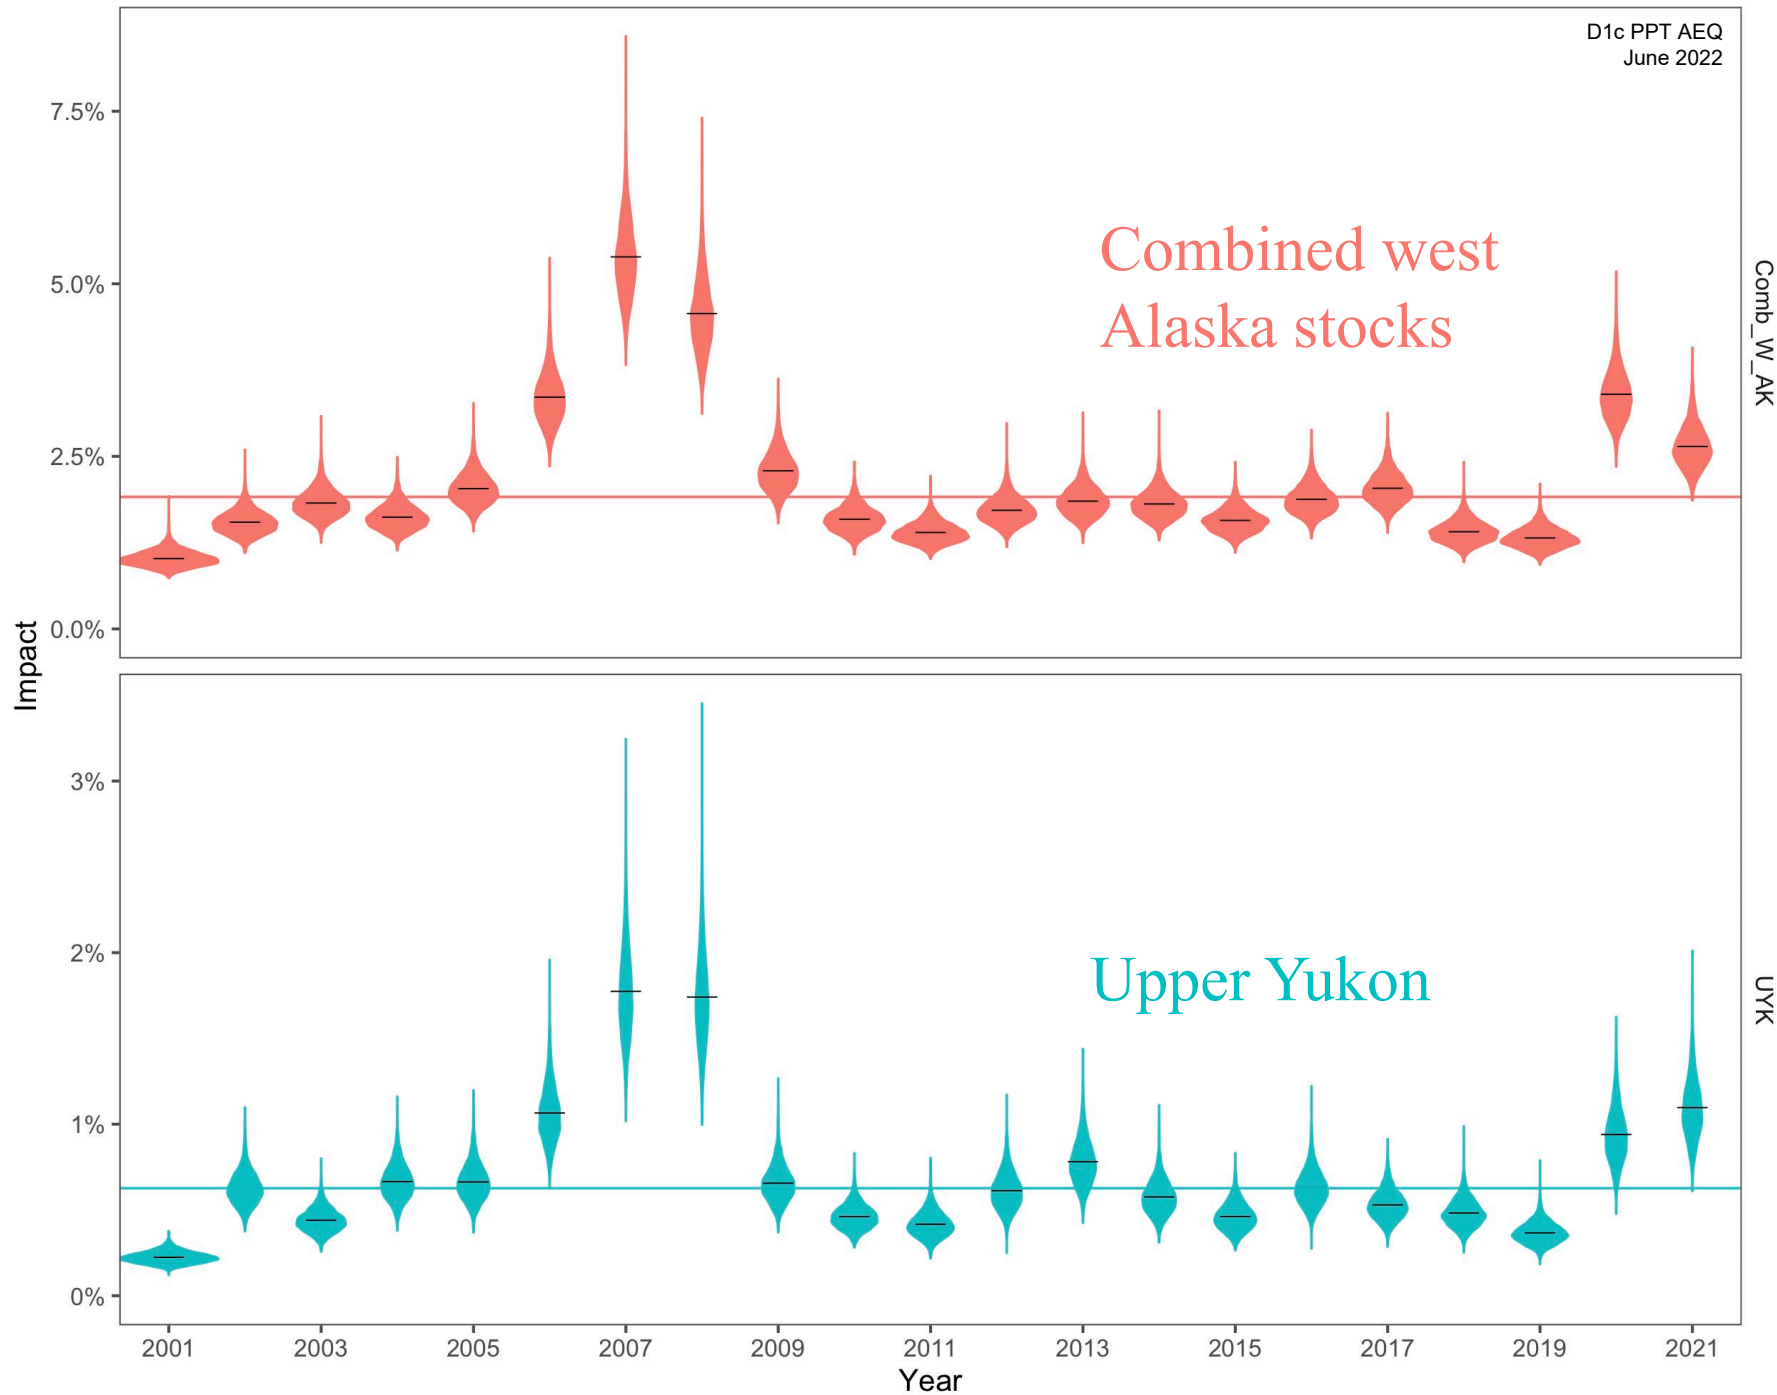 D1c PPT AEQ
June 2022
7.5%
5.0%
2.5%
0.0%
Combined west
Alaska stocks
Comb_W_AK
Impact
3%
2%
1%
0%
Upper Yukon
UYK
2001 2003 2005 2007 2009 2011 2013 2015 2017 2019 2021
Year